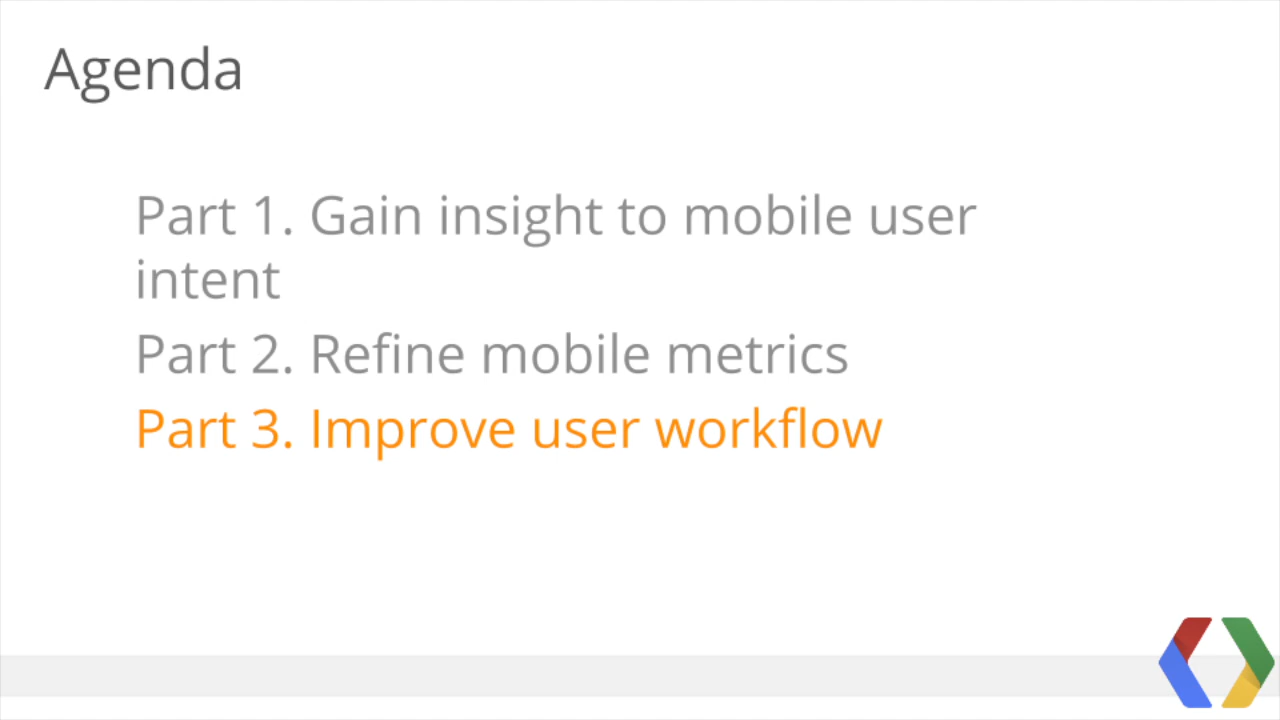 Agenda
Part 1. Gain insight to mobile user
intent
Part 2. Refine mobile metrics
Part 3. Improve user workflow